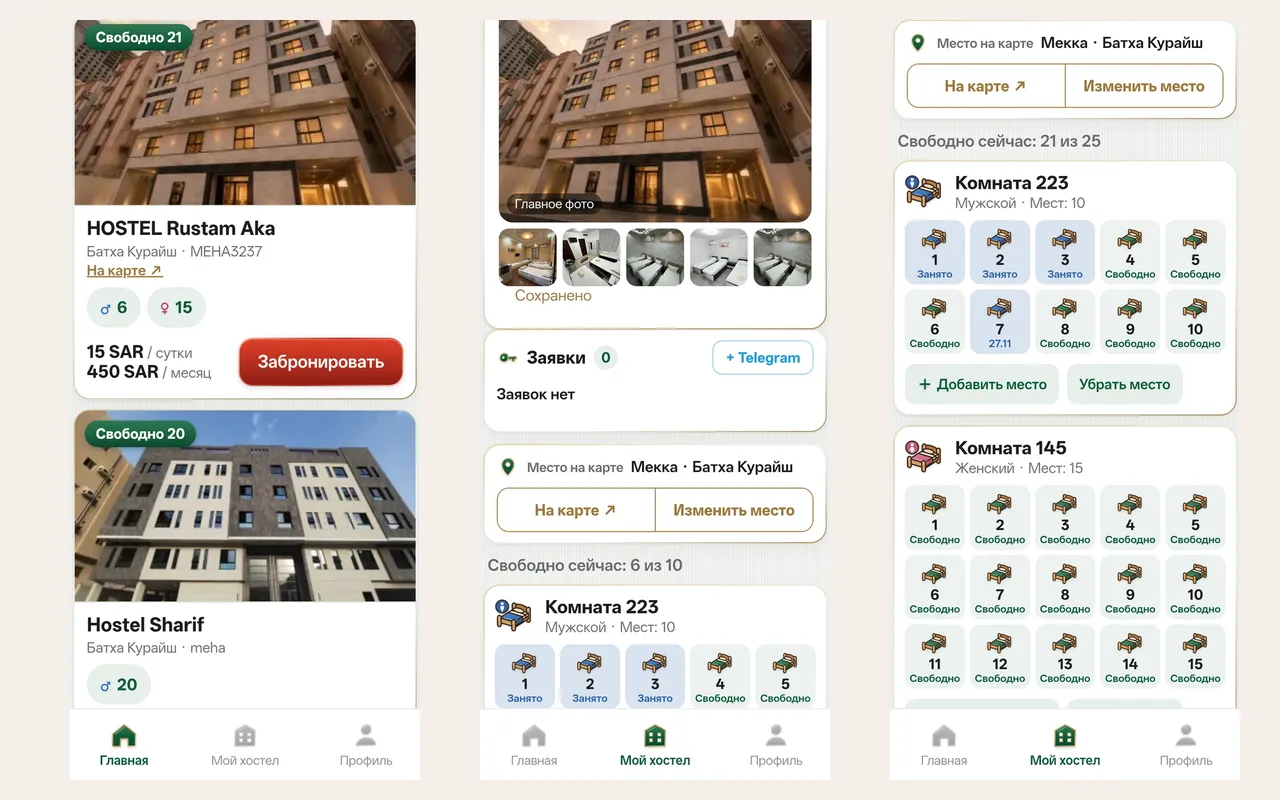 Свободно 21
HOSTEL Rustam Aka
Батха Курайш · MEHA3237
На карте ↗
♂ 6 ♀ 15
15 SAR / сутки
450 SAR / месяц
Забронировать
Свободно 20
Hostel Sharif
Батха Курайш · meha
♂ 20
Главная Мой хостел Профиль
Главное фото
Сохранено
Заявки 0 + Telegram
Заявок нет
Место на карте Мекка · Батха Курайш
На карте ↗ Изменить место
Свободно сейчас: 6 из 10
Комната 223
Мужской · Мест: 10
1 2 3 4 5
Занято Занято Занято Свободно Свободно
Главная Мой хостел Профиль
Место на карте Мекка · Батха Курайш
На карте ↗ Изменить место
Свободно сейчас: 21 из 25
Комната 223
Мужской · Мест: 10
1 2 3 4 5
Занято Занято Занято Свободно Свободно
6 7 8 9 10
Свободно 27.11 Свободно Свободно Свободно
+ Добавить место Убрать место
Комната 145
Женский · Мест: 15
1 2 3 4 5
Свободно Свободно Свободно Свободно Свободно
6 7 8 9 10
Свободно Свободно Свободно Свободно Свободно
11 12 13 14 15
Свободно Свободно Свободно Свободно Свободно
Главная Мой хостел Профиль